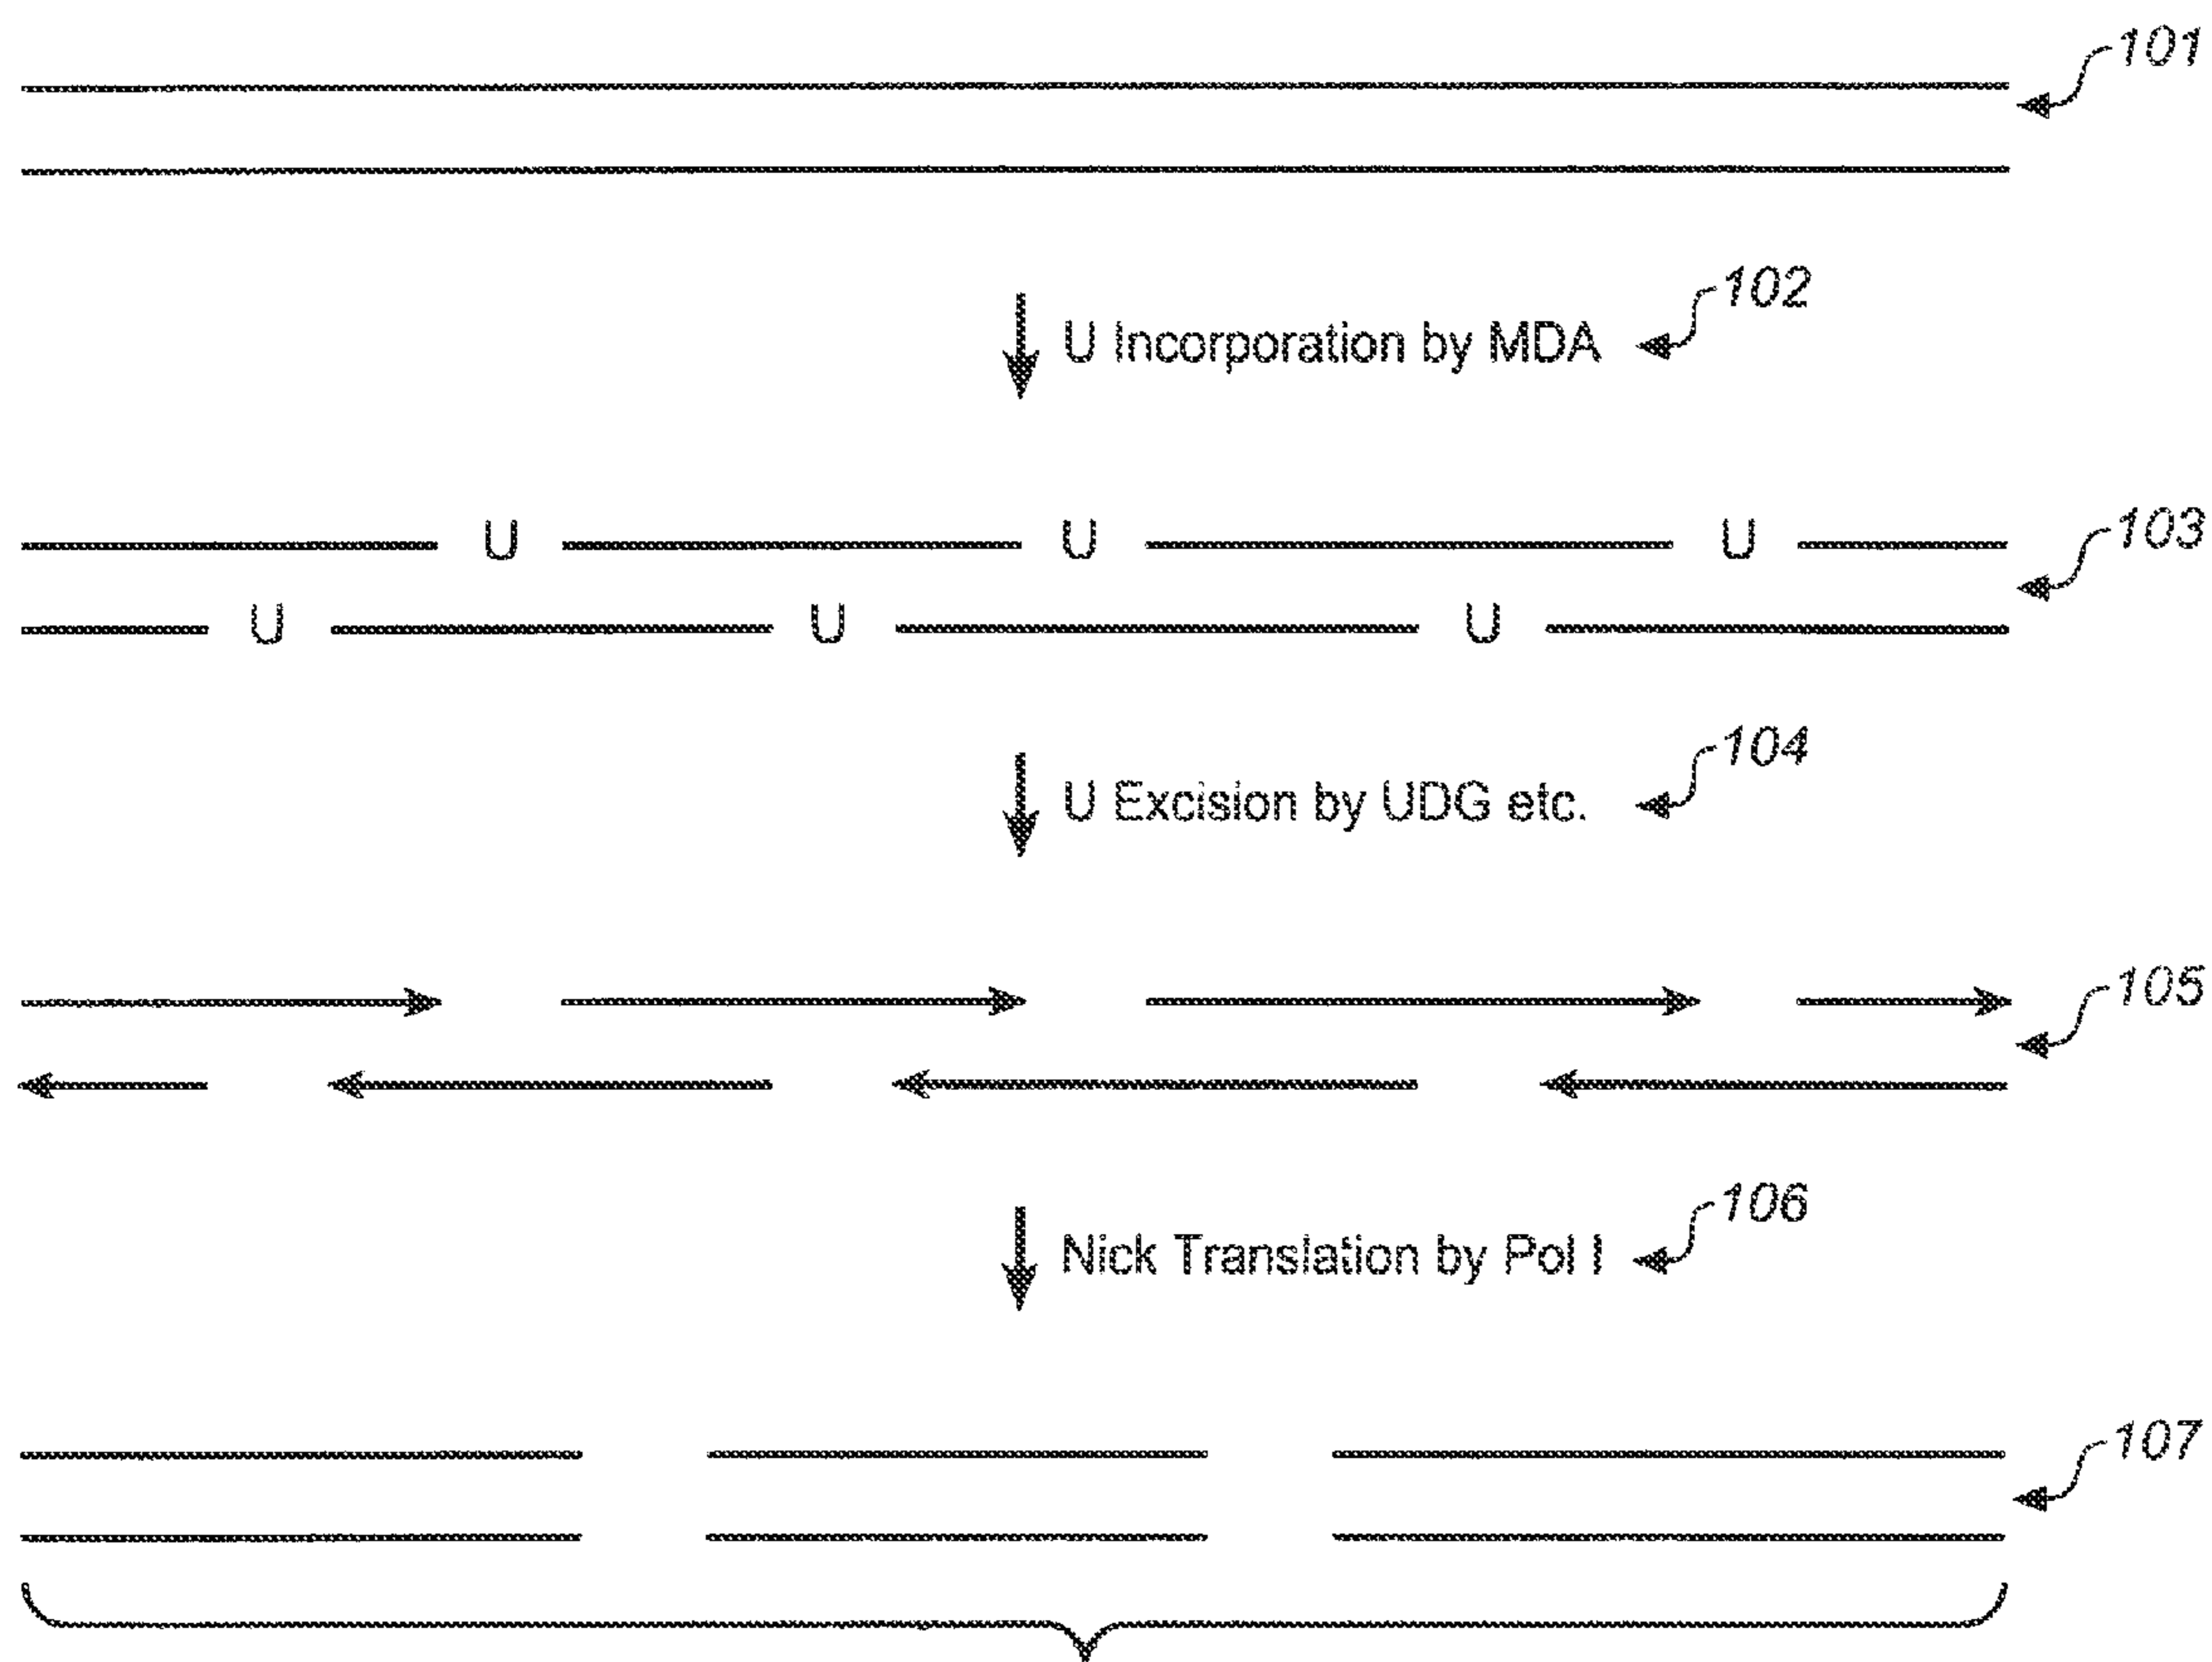 101
102
U Incorporation by MDA
U U U
103
U U U
104
U Excision by UDG etc.
105
106
Nick Translation by Pol I
107